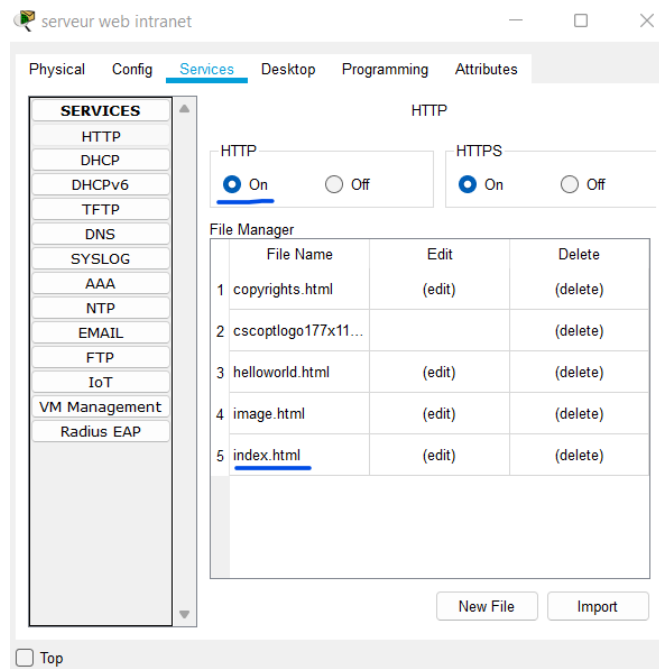 serveur web intranet
Physical Config Services Desktop Programming Attributes
SERVICES
HTTP
DHCP
DHCPv6
TFTP
DNS
SYSLOG
AAA
NTP
EMAIL
FTP
IoT
VM Management
Radius EAP
HTTP
HTTP HTTPS
On Off On Off
File Manager
File Name Edit Delete
1 copyrights.html (edit) (delete)
2 cscoptlogo177x11... (delete)
3 helloworld.html (edit) (delete)
4 image.html (edit) (delete)
5 index.html (edit) (delete)
New File Import
Top